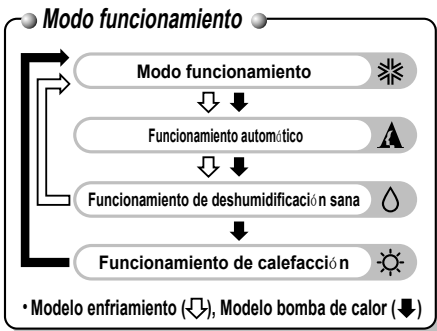 Modo funcionamiento
Modo funcionamiento
Funcionamiento automático
Funcionamiento de deshumidificación sana
Funcionamiento de calefacción
• Modelo enfriamiento (⇩), Modelo bomba de calor (🡇)